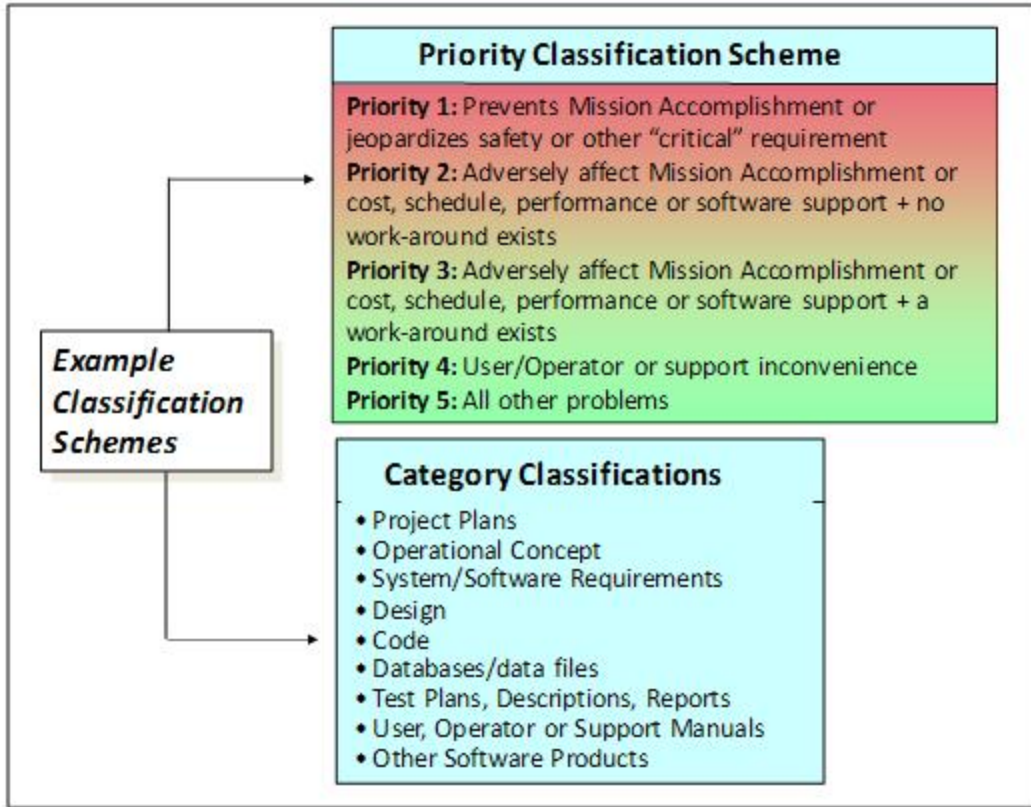 Priority Classification Scheme
Priority 1: Prevents Mission Accomplishment or
jeopardizes safety or other “critical” requirement
Priority 2: Adversely affect Mission Accomplishment or
cost, schedule, performance or software support + no
work-around exists
Priority 3: Adversely affect Mission Accomplishment or
cost, schedule, performance or software support + a
work-around exists
Priority 4: User/Operator or support inconvenience
Priority 5: All other problems
Example
Classification
Schemes
Category Classifications
• Project Plans
• Operational Concept
• System/Software Requirements
• Design
• Code
• Databases/data files
• Test Plans, Descriptions, Reports
• User, Operator or Support Manuals
• Other Software Products